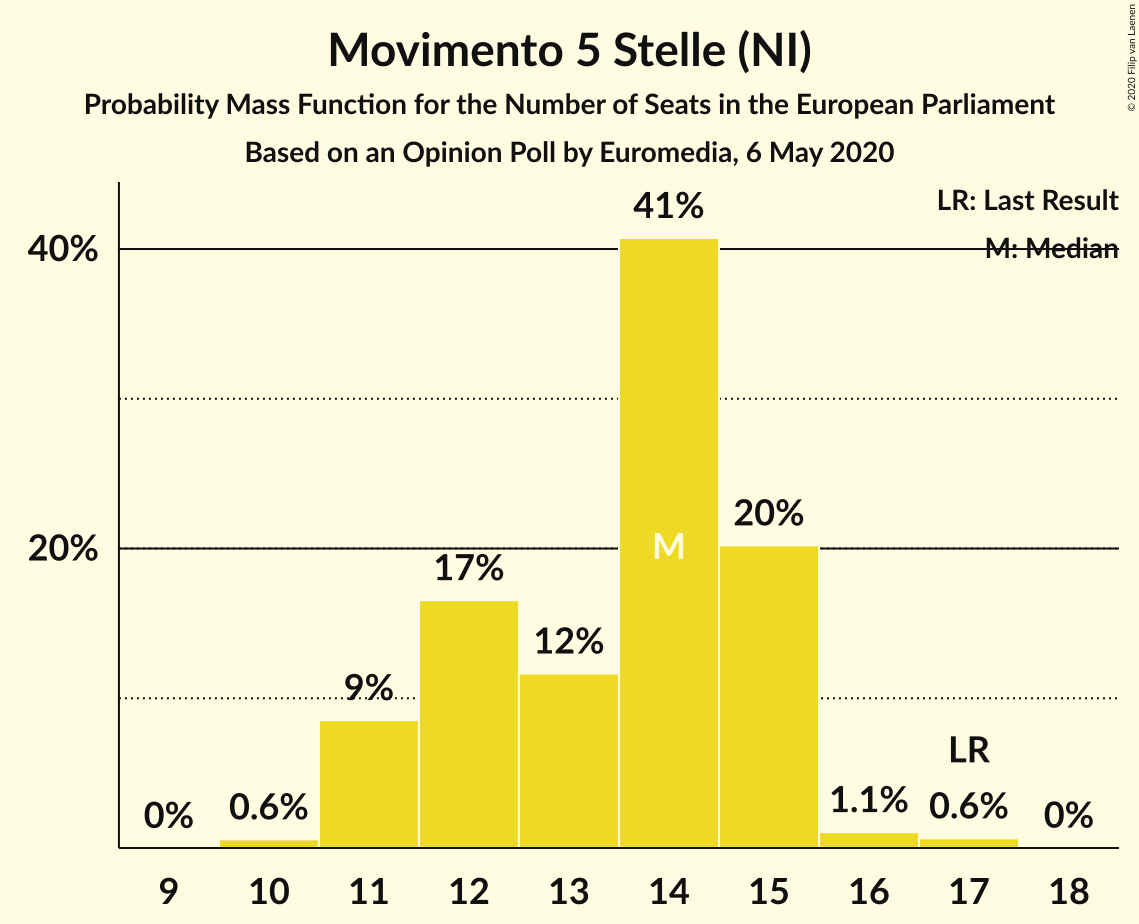 Movimento 5 Stelle (NI)
Probability Mass Function for the Number of Seats in the European Parliament
Based on an Opinion Poll by Euromedia, 6 May 2020
© 2020 Filip van Laenen
LR: Last Result
M: Median
40%
20%
0%
0.6%
9%
17%
12%
41%
M
20%
1.1%
LR
0.6%
0%
9 10 11 12 13 14 15 16 17 18